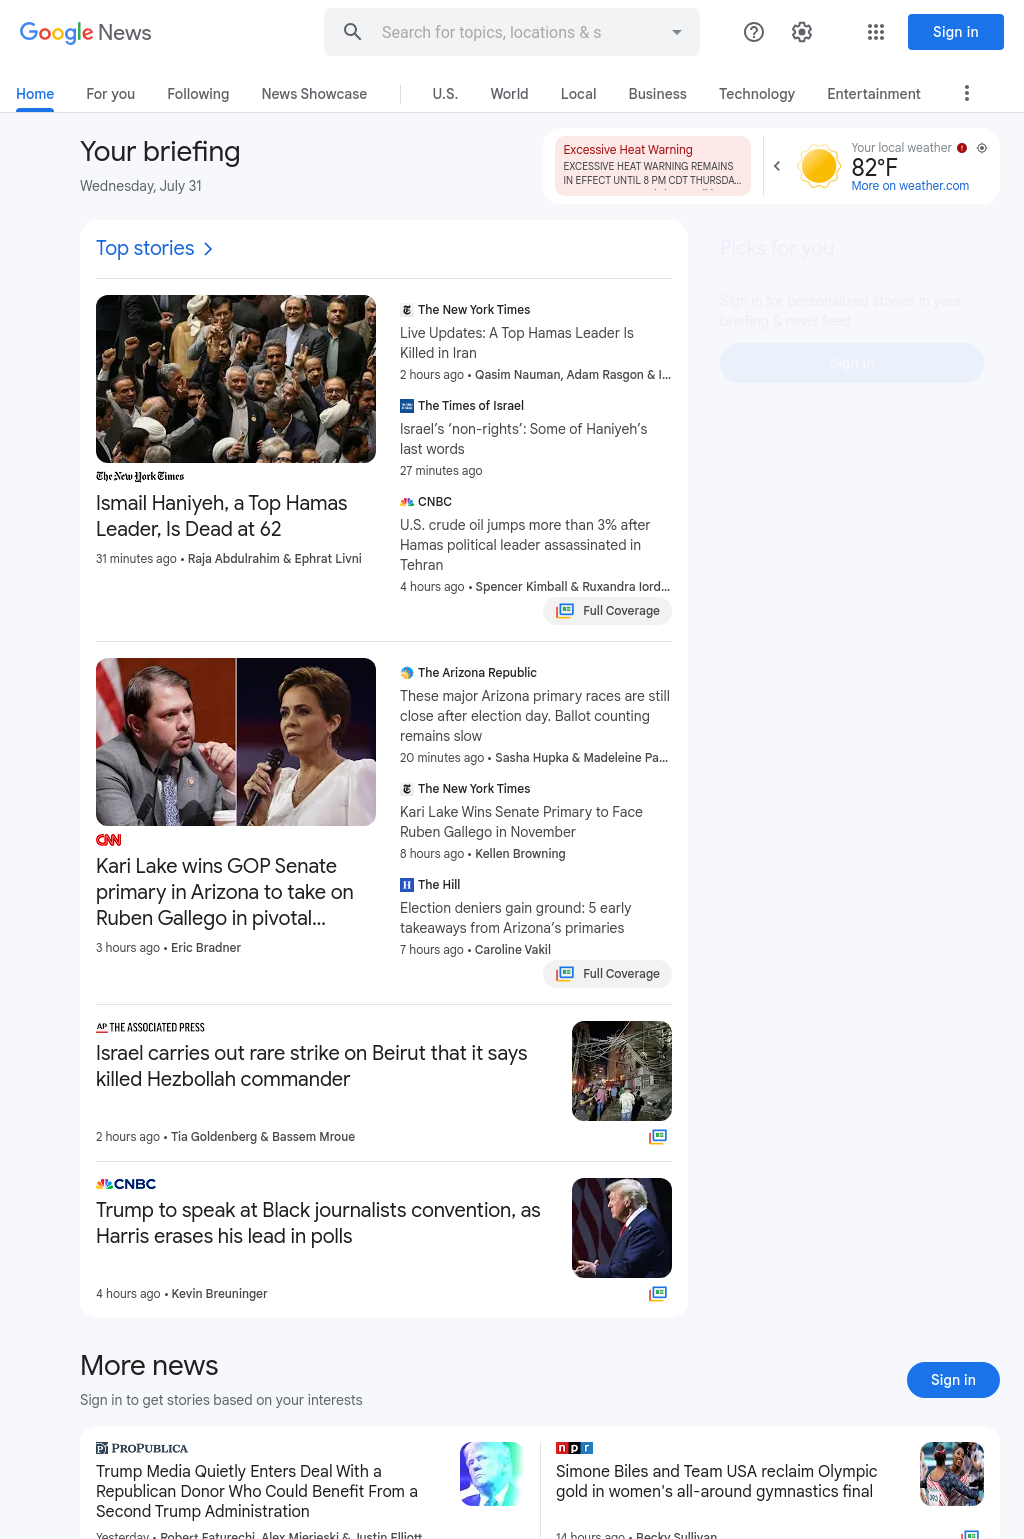 Google News
Search for topics, locations & s
Sign in
Home
For you
Following
News Showcase
U.S.
World
Local
Business
Technology
Entertainment
Your briefing
Wednesday, July 31
Excessive Heat Warning
EXCESSIVE HEAT WARNING REMAINS
IN EFFECT UNTIL 8 PM CDT THURSDA...
Your local weather
82°F
More on weather.com
Top stories
The New York Times
Ismail Haniyeh, a Top Hamas
Leader, Is Dead at 62
31 minutes ago • Raja Abdulrahim & Ephrat Livni
The New York Times
Live Updates: A Top Hamas Leader Is
Killed in Iran
2 hours ago • Qasim Nauman, Adam Rasgon & I...
The Times of Israel
Israel’s ‘non-rights’: Some of Haniyeh’s
last words
27 minutes ago
CNBC
U.S. crude oil jumps more than 3% after
Hamas political leader assassinated in
Tehran
4 hours ago • Spencer Kimball & Ruxandra Iord...
Full Coverage
Picks for you
Sign in for personalized stories in your
briefing & news feed
Sign in
CNN
Kari Lake wins GOP Senate
primary in Arizona to take on
Ruben Gallego in pivotal...
3 hours ago • Eric Bradner
The Arizona Republic
These major Arizona primary races are still
close after election day. Ballot counting
remains slow
20 minutes ago • Sasha Hupka & Madeleine Pa...
The New York Times
Kari Lake Wins Senate Primary to Face
Ruben Gallego in November
8 hours ago • Kellen Browning
The Hill
Election deniers gain ground: 5 early
takeaways from Arizona’s primaries
7 hours ago • Caroline Vakil
Full Coverage
AP THE ASSOCIATED PRESS
Israel carries out rare strike on Beirut that it says
killed Hezbollah commander
2 hours ago • Tia Goldenberg & Bassem Mroue
CNBC
Trump to speak at Black journalists convention, as
Harris erases his lead in polls
4 hours ago • Kevin Breuninger
More news
Sign in to get stories based on your interests
Sign in
PROPUBLICA
Trump Media Quietly Enters Deal With a
Republican Donor Who Could Benefit From a
Second Trump Administration
Yesterday • Robert Faturechi, Alex Mierjeski & Justin Elliott
npr
Simone Biles and Team USA reclaim Olympic
gold in women's all-around gymnastics final
14 hours ago • Becky Sullivan